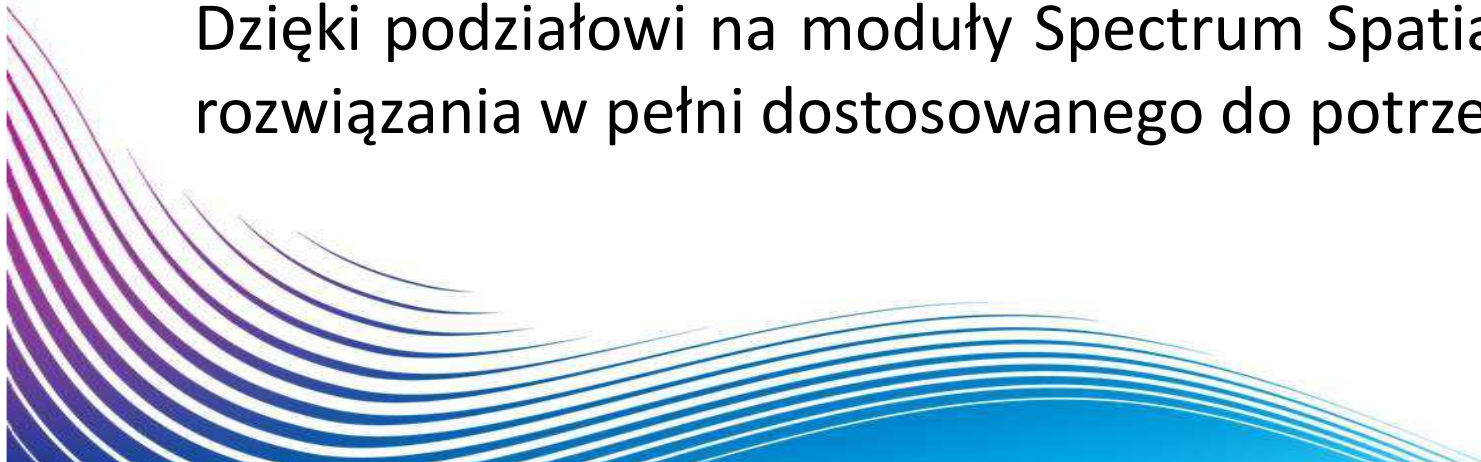 Dzięki podziałowi na moduły Spectrum Spatia
rozwiązania w pełni dostosowanego do potrze